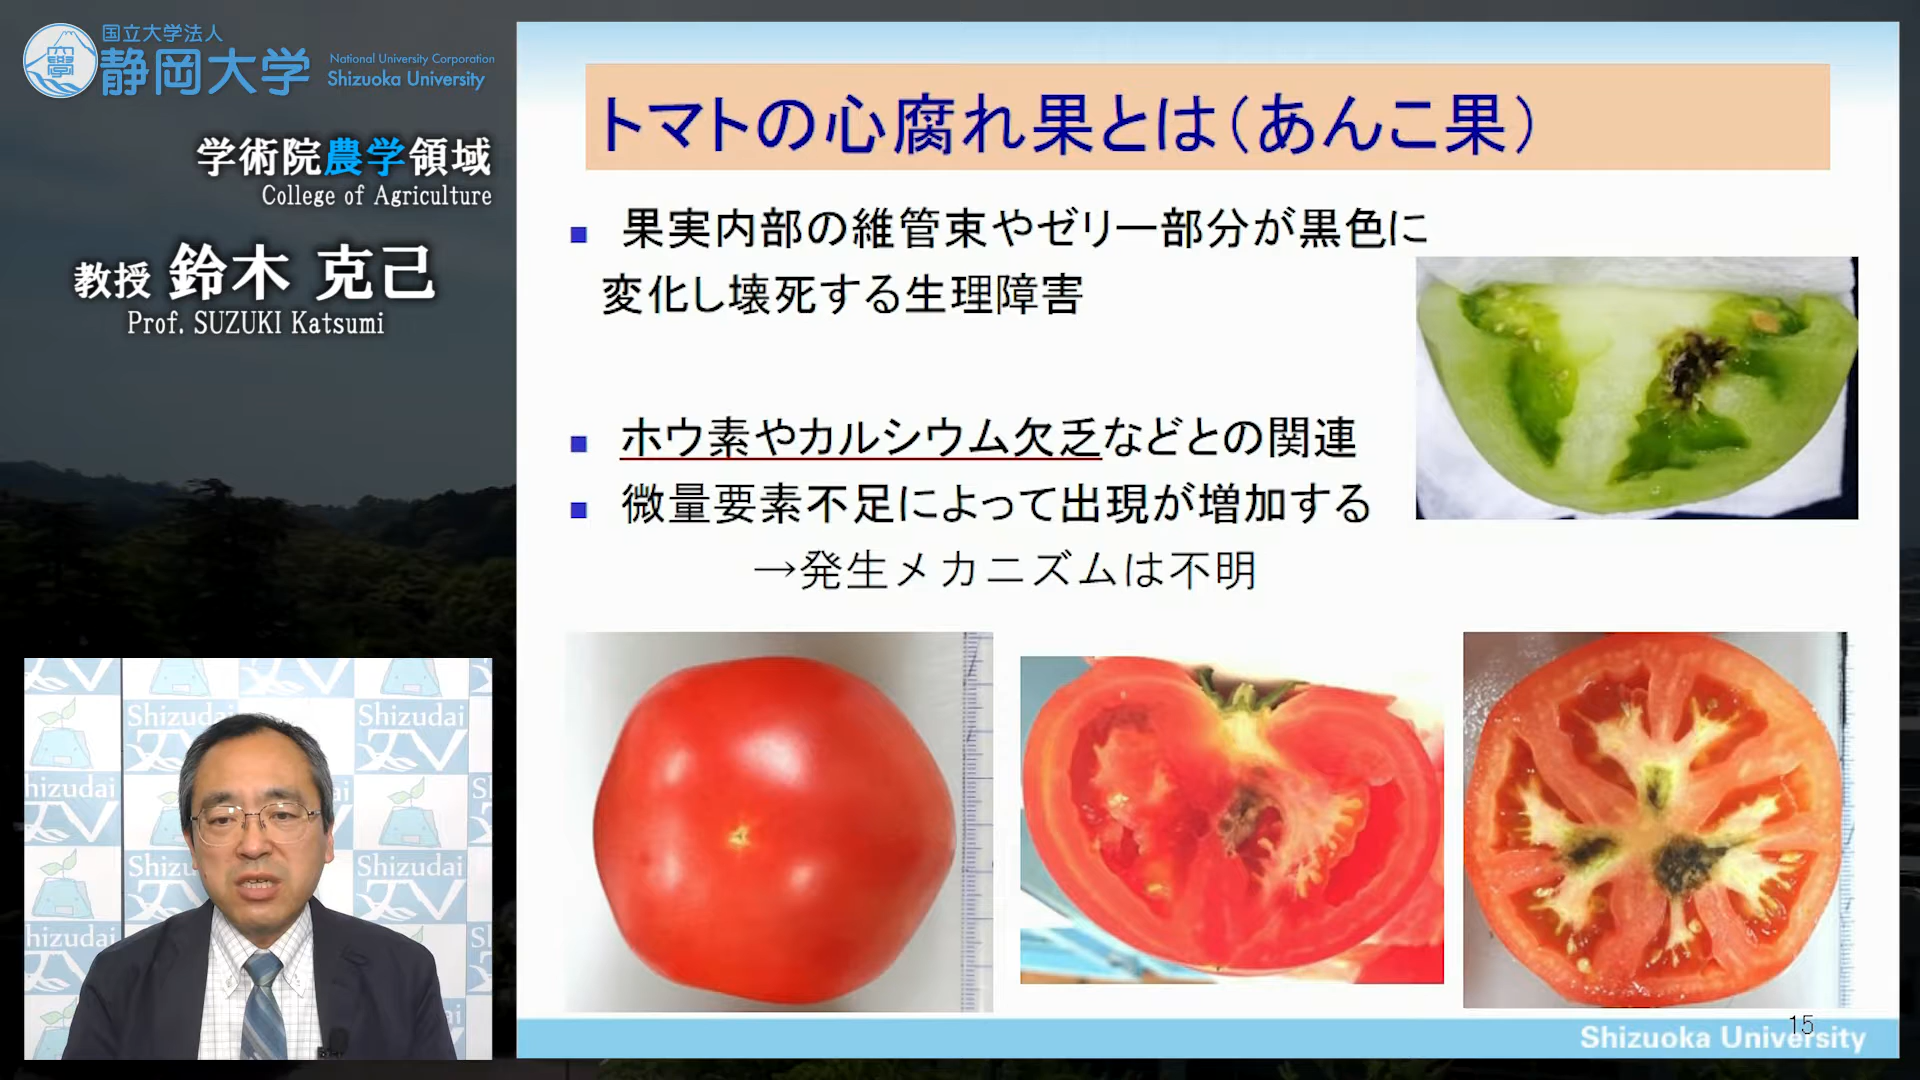 国立大学法人
静岡大学
National University Corporation
Shizuoka University
学術院農学領域
College of Agriculture
教授 鈴木 克己
Prof. SUZUKI Katsumi
トマトの心腐れ果とは(あんこ果)
■ 果実内部の維管束やゼリー部分が黒色に
変化し壊死する生理障害
■ ホウ素やカルシウム欠乏などとの関連
■ 微量要素不足によって出現が増加する
→発生メカニズムは不明
Shizudai
Shizudai
TV
hizudai
TV
Shizudai
TV
hizudai
15
Shizuoka University